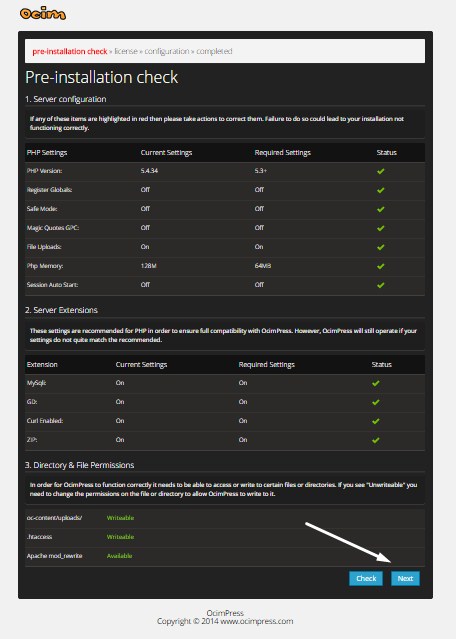 Ocim
pre-installation check » license » configuration » completed
Pre-installation check
1. Server configuration
If any of these items are highlighted in red then please take actions to correct them. Failure to do so could lead to your installation not
functioning correctly.
PHP Settings Current Settings Required Settings Status
PHP Version: 5.4.34 5.3+
Register Globals: Off Off
Safe Mode: Off Off
Magic Quotes GPC: Off Off
File Uploads: On On
Php Memory: 128M 64MB
Session Auto Start: Off Off
2. Server Extensions
These settings are recommended for PHP in order to ensure full compatibility with OcimPress. However, OcimPress will still operate if your
settings do not quite match the recommended.
Extension Current Settings Required Settings Status
MySqli: On On
GD: On On
Curl Enabled: On On
ZIP: On On
3. Directory & File Permissions
In order for OcimPress to function correctly it needs to be able to access or write to certain files or directories. If you see "Unwriteable" you
need to change the permissions on the file or directory to allow OcimPress to write to it.
oc-content/uploads/ Writeable
.htaccess Writeable
Apache mod_rewrite Available
Check Next
OcimPress
Copyright © 2014 www.ocimpress.com